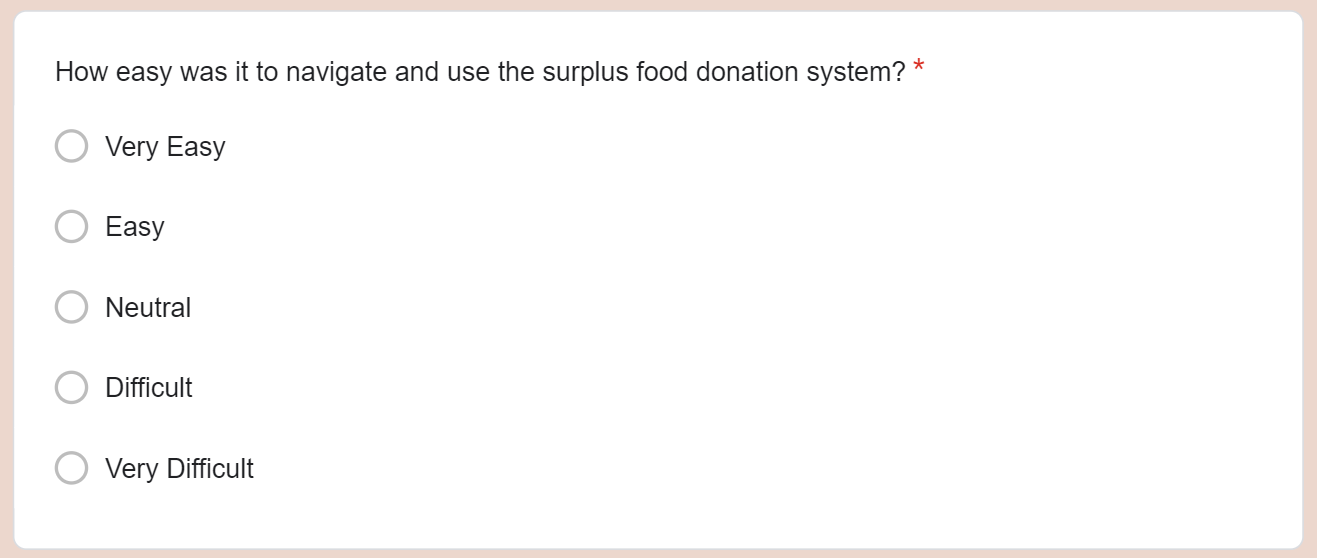 How easy was it to navigate and use the surplus food donation system? *
Very Easy
Easy
Neutral
Difficult
Very Difficult